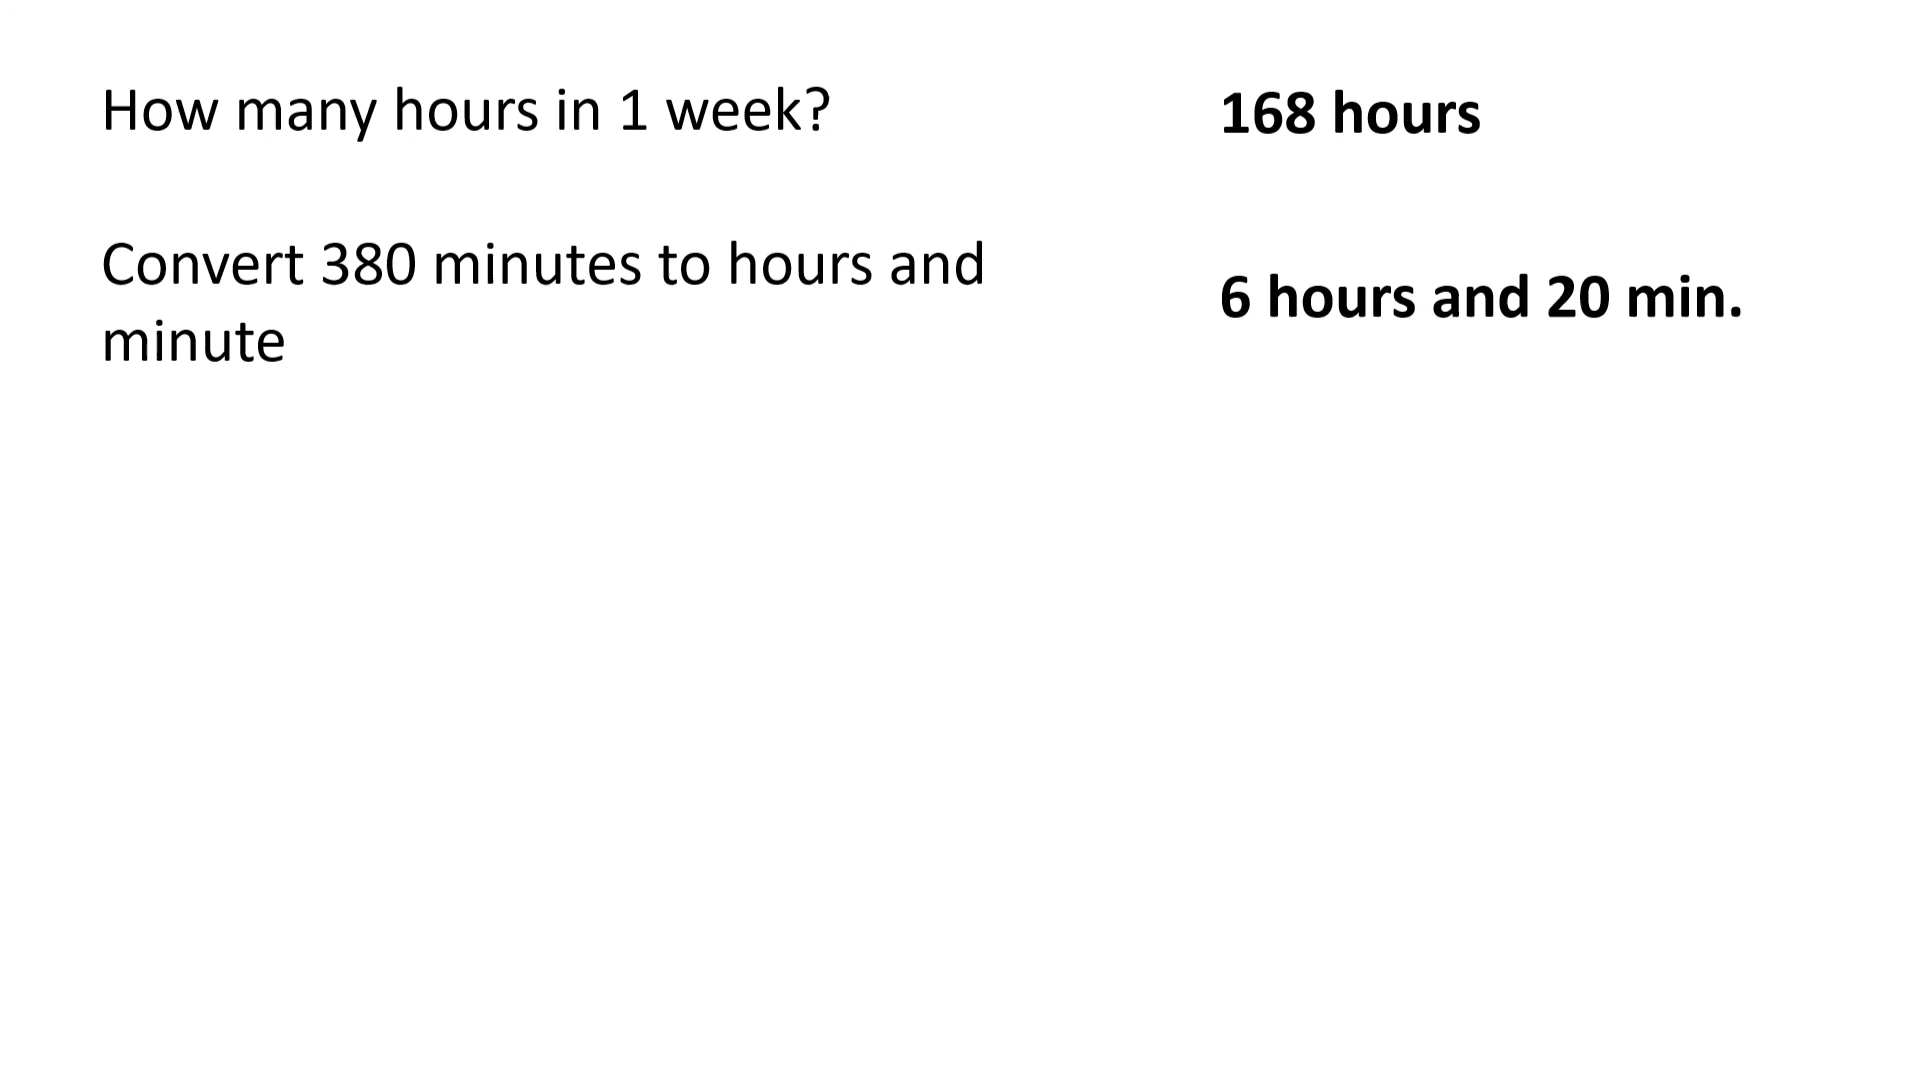 How many hours in 1 week?
168 hours
Convert 380 minutes to hours and
minute
6 hours and 20 min.